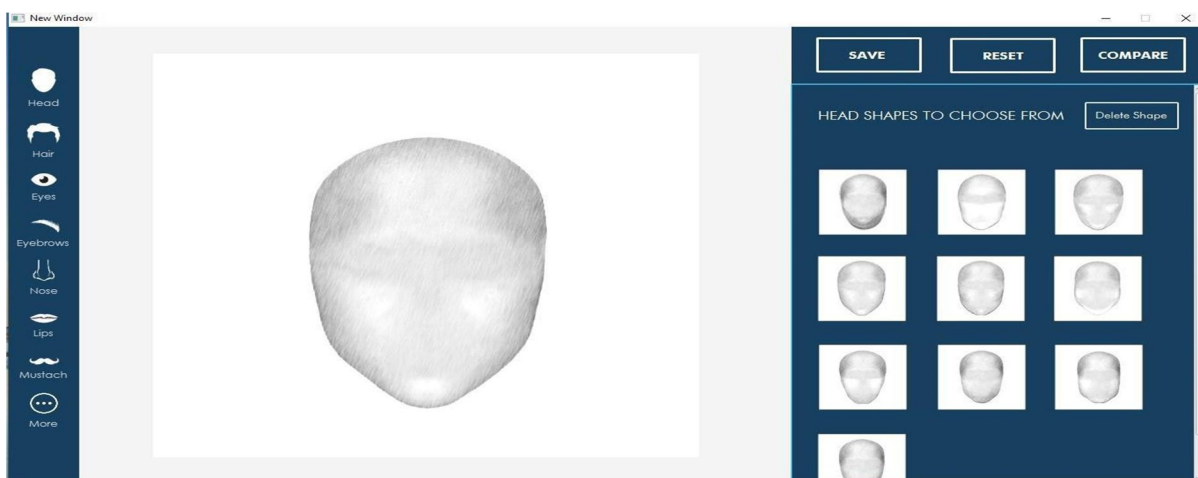 New Window
Head
Hair
Eyes
Eyebrows
Nose
Lips
Mustach
More
SAVE
RESET
COMPARE
HEAD SHAPES TO CHOOSE FROM
Delete Shape